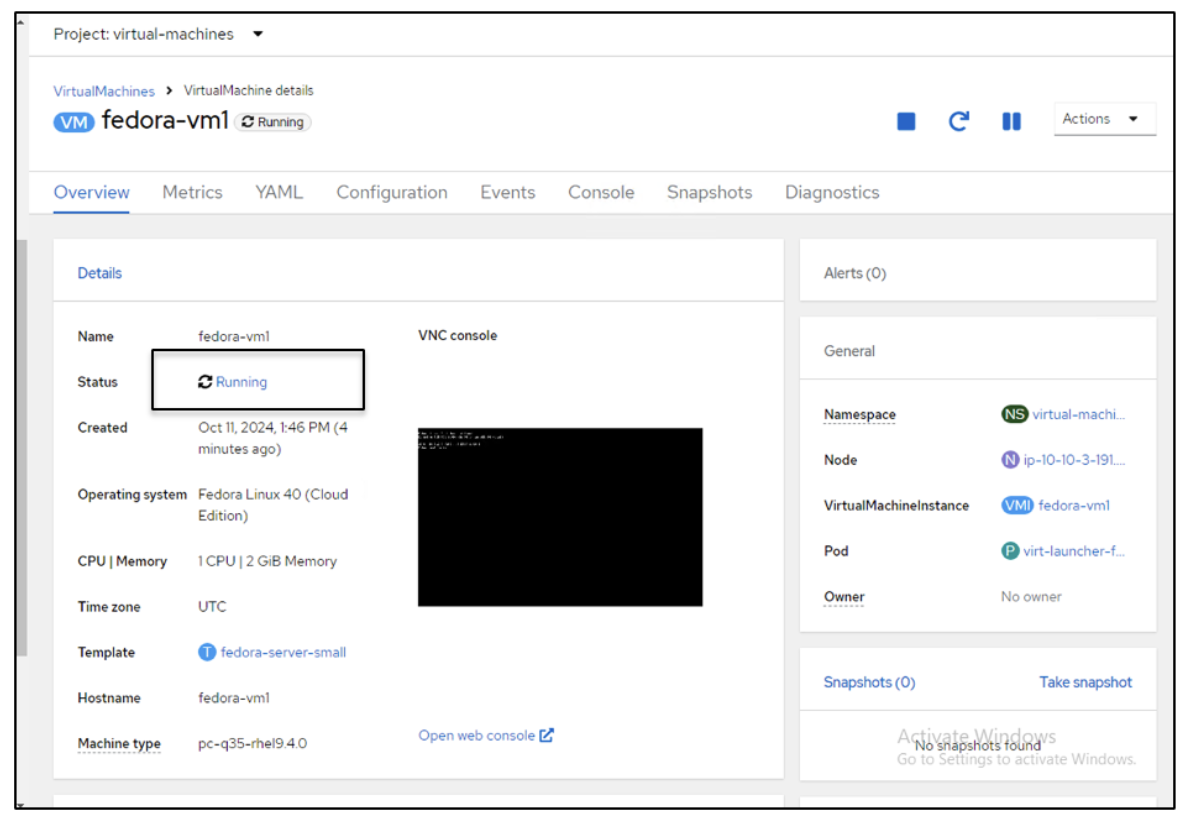 Project: virtual-machines
VirtualMachines > VirtualMachine details
VM fedora-vm1 Running
Actions
Overview Metrics YAML Configuration Events Console Snapshots Diagnostics
Details
Name fedora-vm1
Status Running
Created Oct 11, 2024, 1:46 PM (4
minutes ago)
Operating system Fedora Linux 40 (Cloud
Edition)
CPU | Memory 1 CPU | 2 GiB Memory
Time zone UTC
Template T fedora-server-small
Hostname fedora-vm1
Machine type pc-q35-rhel9.4.0
VNC console
Open web console
Alerts (0)
General
Namespace NS virtual-machi...
Node N ip-10-10-3-191....
VirtualMachineInstance VMI fedora-vm1
Pod P virt-launcher-f...
Owner No owner
Snapshots (0) Take snapshot
No snapshots found
Activate Windows
Go to Settings to activate Windows.